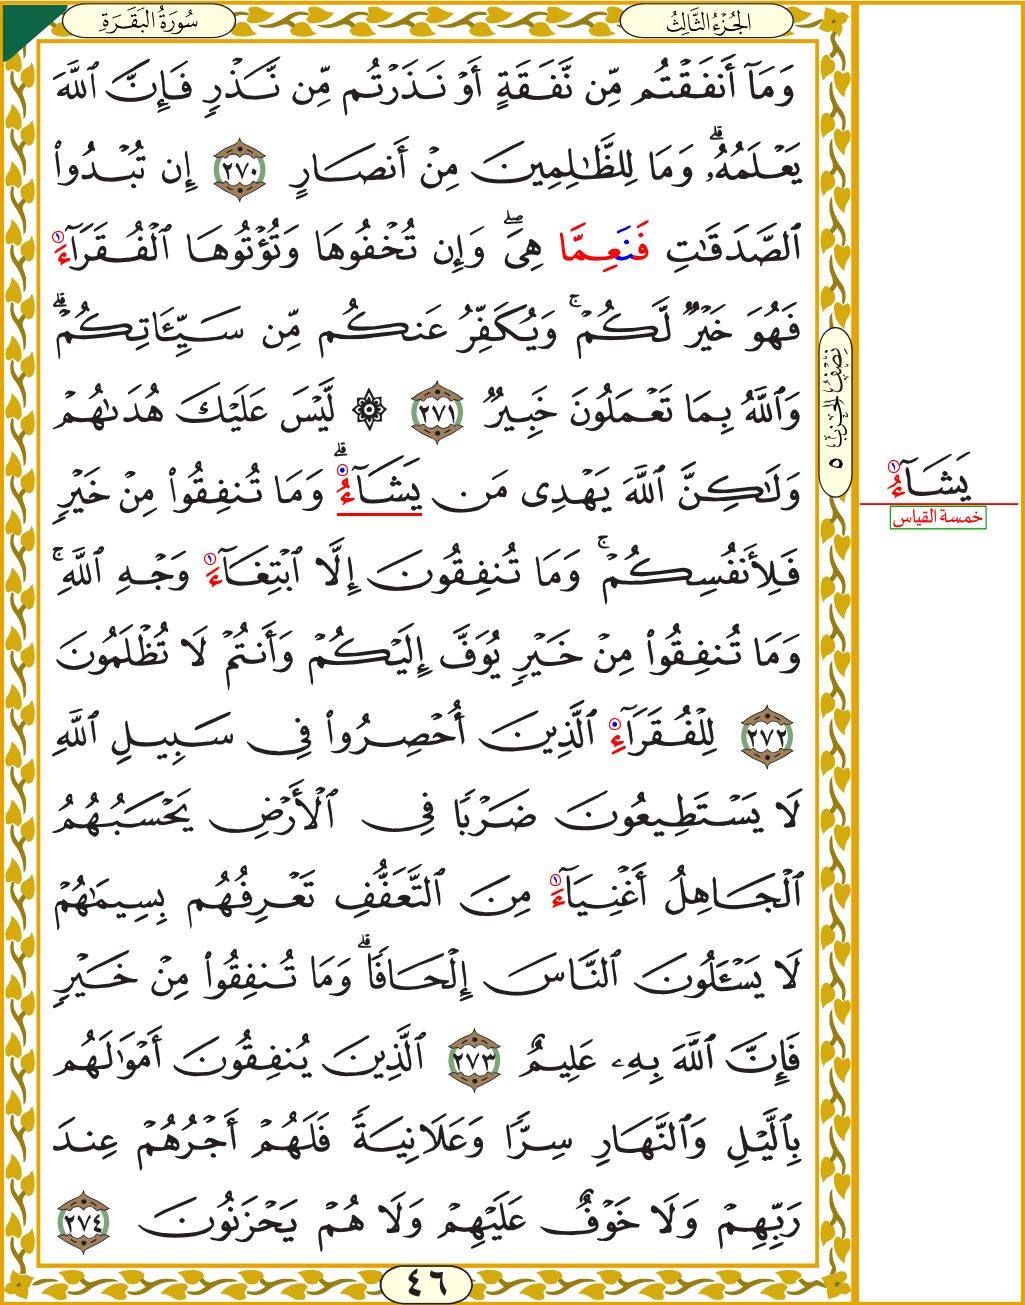 سُورَةُ الْبَقَرَةِ
الجُزْءُ الثَّالِثُ
وَمَآ أَنفَقْتُم مِّن نَّفَقَةٍ أَوْ نَذَرْتُم مِّن نَّذْرٍ فَإِنَّ ٱللَّهَ
يَعْلَمُهُۥۗ وَمَا لِلظَّٰلِمِينَ مِنْ أَنصَارٍ ٢٧٠ إِن تُبْدُوا۟
ٱلصَّدَقَٰتِ فَنَعِمَّا هِىَۖ وَإِن تُخْفُوهَا وَتُؤْتُوهَا ٱلْفُقَرَآءَ
فَهُوَ خَيْرٌ لَّكُمْۚ وَيُكَفِّرُ عَنكُم مِّن سَيِّـَٔاتِكُمْۗ
وَٱللَّهُ بِمَا تَعْمَلُونَ خَبِيرٌ ٢٧١ ۞ لَّيْسَ عَلَيْكَ هُدَىٰهُمْ
وَلَٰكِنَّ ٱللَّهَ يَهْدِى مَن يَشَآءُۗ وَمَا تُنفِقُوا۟ مِنْ خَيْرٍ
فَلِأَنفُسِكُمْۚ وَمَا تُنفِقُونَ إِلَّا ٱبْتِغَآءَ وَجْهِ ٱللَّهِۚ
وَمَا تُنفِقُوا۟ مِنْ خَيْرٍ يُوَفَّ إِلَيْكُمْ وَأَنتُمْ لَا تُظْلَمُونَ
٢٧٢ لِلْفُقَرَآءِ ٱلَّذِينَ أُحْصِرُوا۟ فِى سَبِيلِ ٱللَّهِ
لَا يَسْتَطِيعُونَ ضَرْبًا فِى ٱلْأَرْضِ يَحْسَبُهُمُ
ٱلْجَاهِلُ أَغْنِيَآءَ مِنَ ٱلتَّعَفُّفِ تَعْرِفُهُم بِسِيمَٰهُمْ
لَا يَسْـَٔلُونَ ٱلنَّاسَ إِلْحَافًاۗ وَمَا تُنفِقُوا۟ مِنْ خَيْرٍ
فَإِنَّ ٱللَّهَ بِهِۦ عَلِيمٌ ٢٧٣ ٱلَّذِينَ يُنفِقُونَ أَمْوَٰلَهُم
بِٱلَّيْلِ وَٱلنَّهَارِ سِرًّا وَعَلَانِيَةً فَلَهُمْ أَجْرُهُمْ عِندَ
رَبِّهِمْ وَلَا خَوْفٌ عَلَيْهِمْ وَلَا هُمْ يَحْزَنُونَ ٢٧٤
٤٦
نِصْفُ الحِزْبِ ٥
يَشَآءُ
خمسة القياس